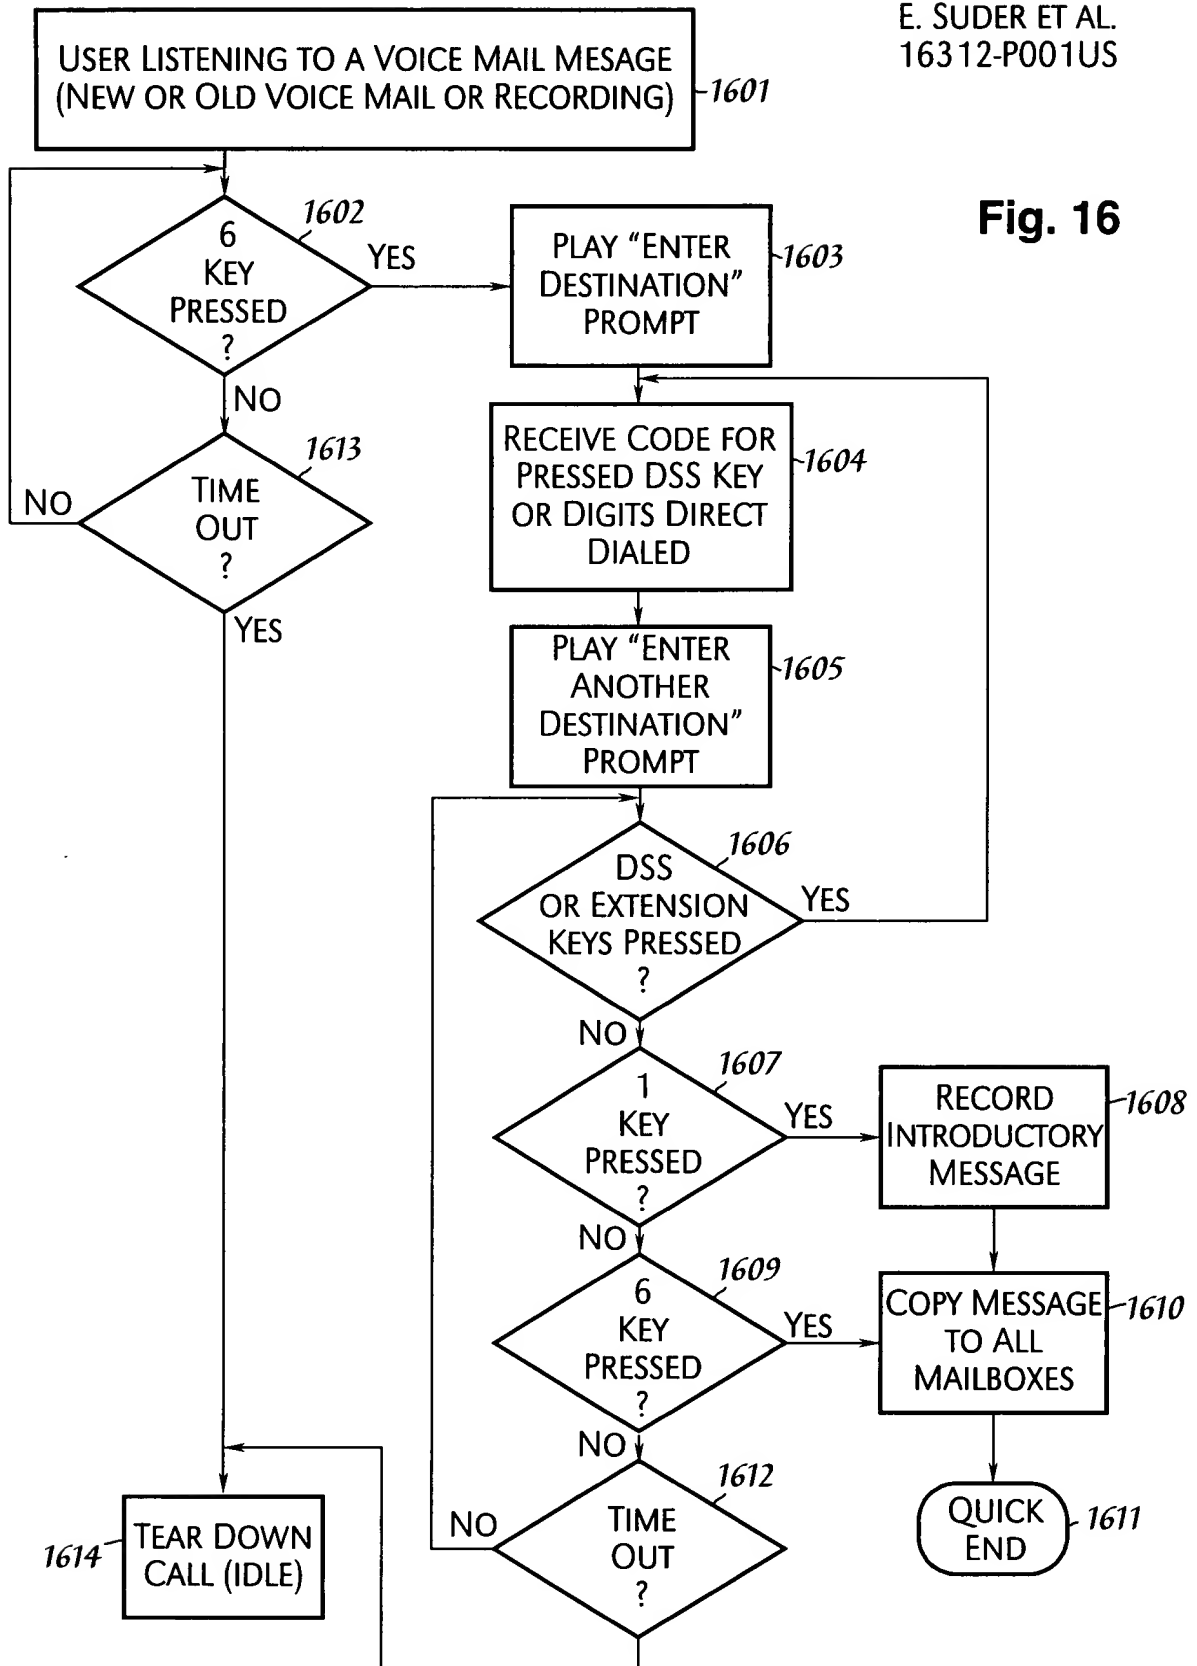 E. SUDER ET AL.
16312-P001US
USER LISTENING TO A VOICE MAIL MESAGE
(NEW OR OLD VOICE MAIL OR RECORDING)
1601
Fig. 16
6
KEY
PRESSED
?
1602
YES
NO
PLAY “ENTER
DESTINATION”
PROMPT
1603
TIME
OUT
?
1613
NO
YES
RECEIVE CODE FOR
PRESSED DSS KEY
OR DIGITS DIRECT
DIALED
1604
PLAY “ENTER
ANOTHER
DESTINATION”
PROMPT
1605
DSS
OR EXTENSION
KEYS PRESSED
?
1606
YES
NO
1
KEY
PRESSED
?
1607
YES
NO
RECORD
INTRODUCTORY
MESSAGE
1608
6
KEY
PRESSED
?
1609
YES
NO
COPY MESSAGE
TO ALL
MAILBOXES
1610
TIME
OUT
?
1612
NO
QUICK
END
1611
TEAR DOWN
CALL (IDLE)
1614